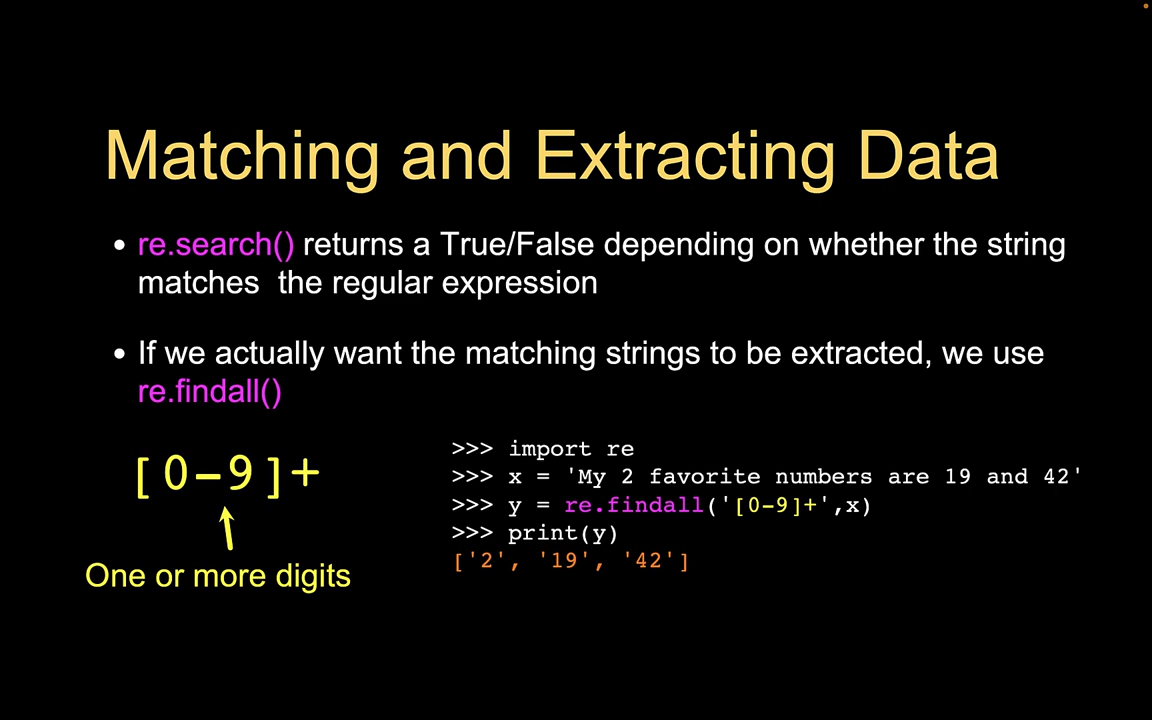 Matching and Extracting Data
• re.search() returns a True/False depending on whether the string
matches  the regular expression
• If we actually want the matching strings to be extracted, we use
re.findall()
[0-9]+
One or more digits
>>> import re
>>> x = 'My 2 favorite numbers are 19 and 42'
>>> y = re.findall('[0-9]+',x)
>>> print(y)
['2', '19', '42']